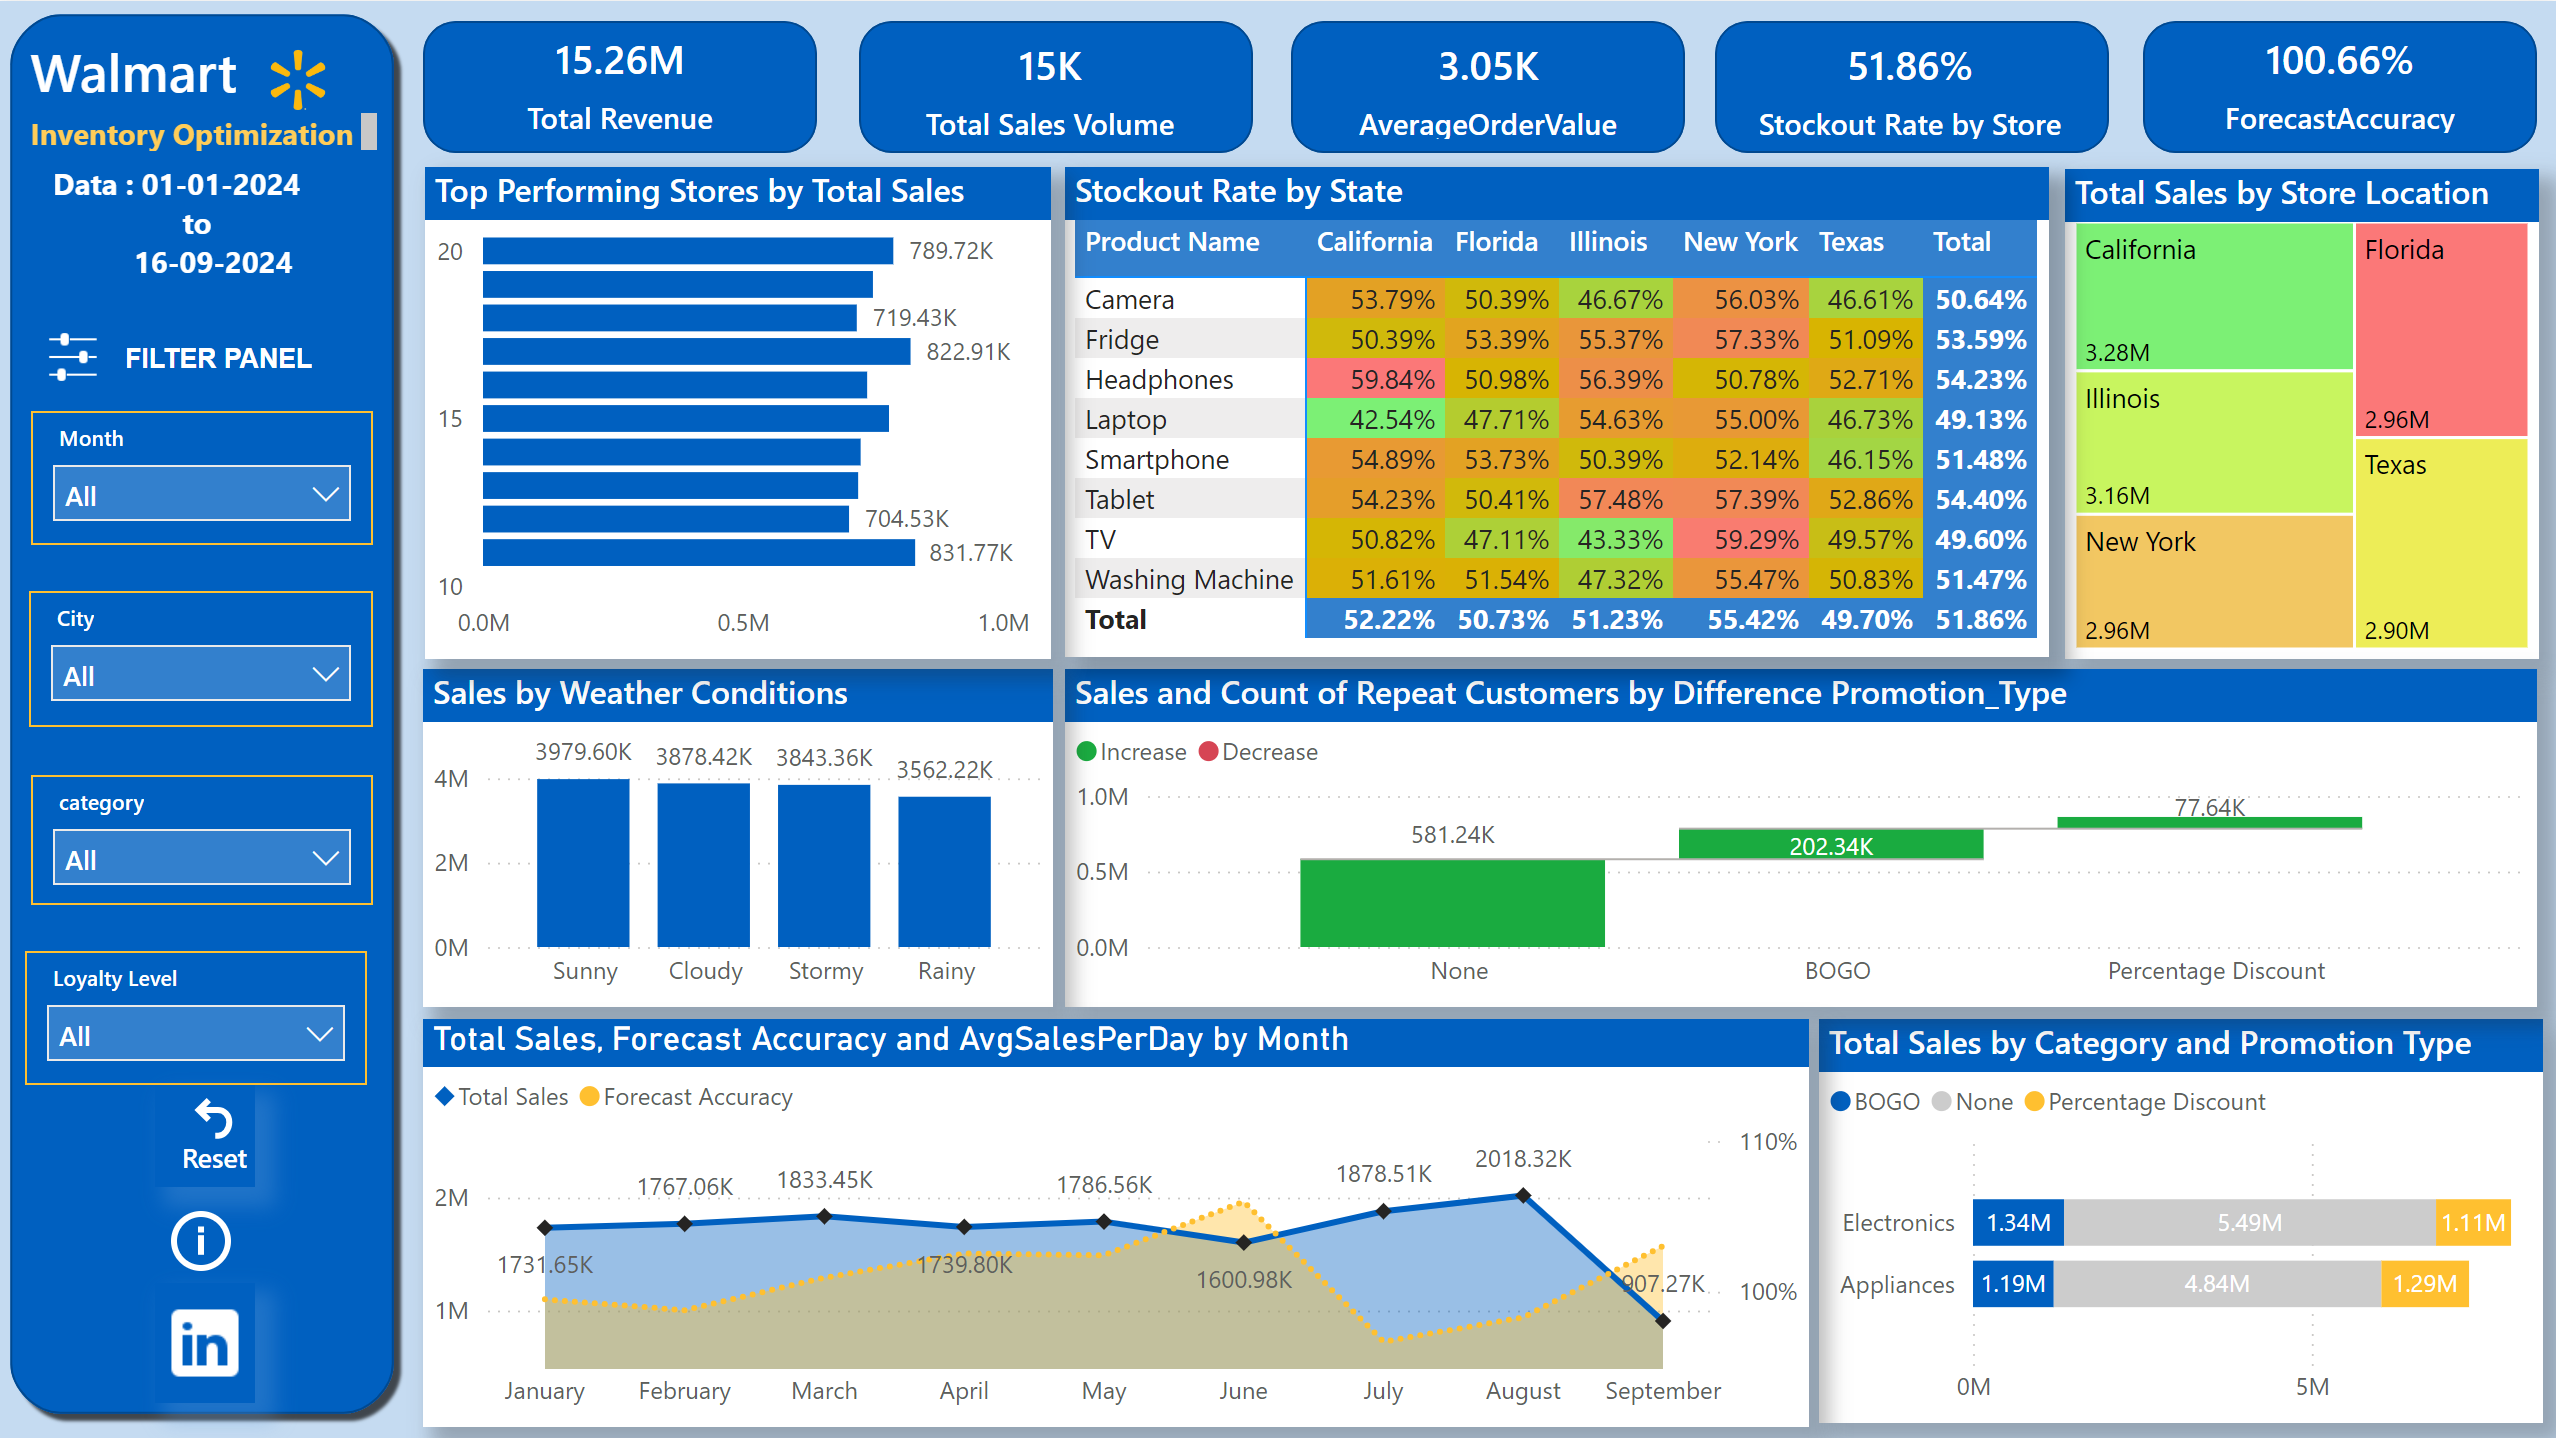 Walmart
Inventory Optimization
Data : 01-01-2024
to
16-09-2024
FILTER PANEL
Month
All
City
All
category
All
Loyalty Level
All
Reset
i
in
15.26M
Total Revenue
15K
Total Sales Volume
3.05K
AverageOrderValue
51.86%
Stockout Rate by Store
100.66%
ForecastAccuracy
Top Performing Stores by Total Sales
20
789.72K
719.43K
822.91K
15
704.53K
831.77K
10
0.0M 0.5M 1.0M
Stockout Rate by State
Product Name California Florida Illinois New York Texas Total
Camera 53.79% 50.39% 46.67% 56.03% 46.61% 50.64%
Fridge 50.39% 53.39% 55.37% 57.33% 51.09% 53.59%
Headphones 59.84% 50.98% 56.39% 50.78% 52.71% 54.23%
Laptop 42.54% 47.71% 54.63% 55.00% 46.73% 49.13%
Smartphone 54.89% 53.73% 50.39% 52.14% 46.15% 51.48%
Tablet 54.23% 50.41% 57.48% 57.39% 52.86% 54.40%
TV 50.82% 47.11% 43.33% 59.29% 49.57% 49.60%
Washing Machine 51.61% 51.54% 47.32% 55.47% 50.83% 51.47%
Total 52.22% 50.73% 51.23% 55.42% 49.70% 51.86%
Total Sales by Store Location
California
3.28M
Illinois
3.16M
New York
2.96M
Florida
2.96M
Texas
2.90M
Sales by Weather Conditions
3979.60K 3878.42K 3843.36K 3562.22K
4M
2M
0M
Sunny Cloudy Stormy Rainy
Sales and Count of Repeat Customers by Difference Promotion_Type
Increase Decrease
1.0M
77.64K
581.24K
202.34K
0.5M
0.0M
None BOGO Percentage Discount
Total Sales, Forecast Accuracy and AvgSalesPerDay by Month
Total Sales Forecast Accuracy
110%
2M
1M
100%
1731.65K 1767.06K 1833.45K 1739.80K 1786.56K 1600.98K 1878.51K 2018.32K 907.27K
January February March April May June July August September
Total Sales by Category and Promotion Type
BOGO None Percentage Discount
Electronics 1.34M 5.49M 1.11M
Appliances 1.19M 4.84M 1.29M
0M 5M